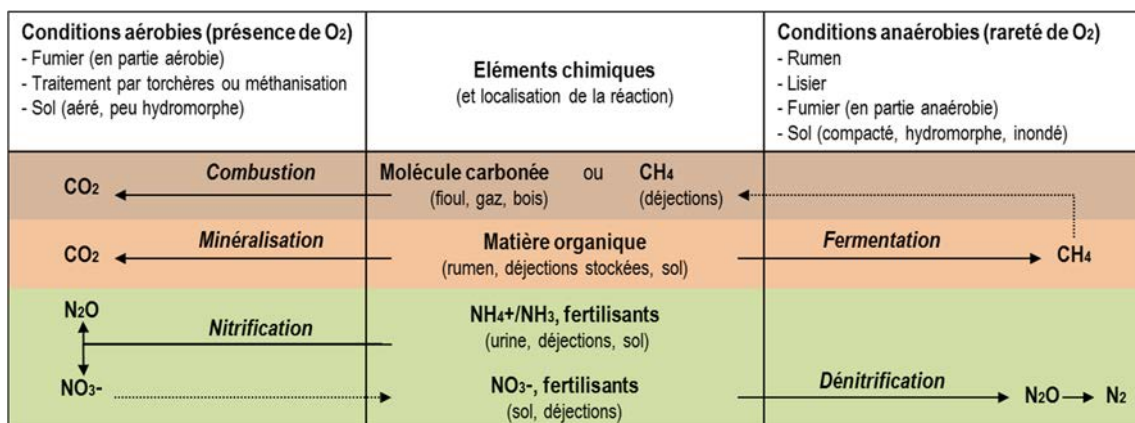 Conditions aérobies (présence de O2)
- Fumier (en partie aérobie)
- Traitement par torchères ou méthanisation
- Sol (aéré, peu hydromorphe)
Eléments chimiques
(et localisation de la réaction)
Conditions anaérobies (rareté de O2)
- Rumen
- Lisier
- Fumier (en partie anaérobie)
- Sol (compacté, hydromorphe, inondé)
CO2
Combustion
Molécule carbonée ou CH4
(fioul, gaz, bois) (déjections)
CO2
Minéralisation
Matière organique
(rumen, déjections stockées, sol)
Fermentation
CH4
N2O
Nitrification
NH4+/NH3, fertilisants
(urine, déjections, sol)
NO3-
NO3-, fertilisants
(sol, déjections)
Dénitrification
N2O
N2